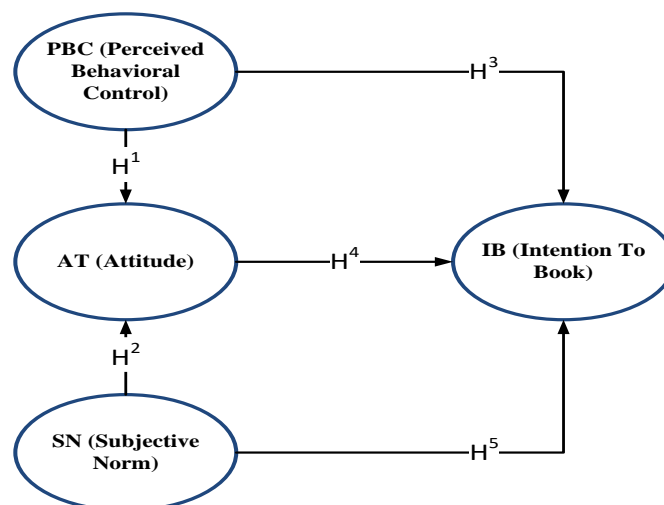 PBC (Perceived
Behavioral
Control)
H³
H¹
AT (Attitude)
H⁴
IB (Intention To
Book)
H²
SN (Subjective
Norm)
H⁵